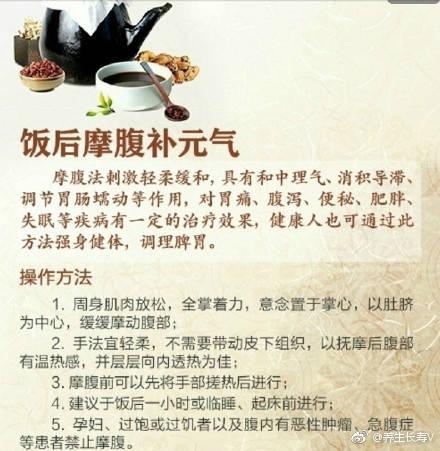 饭后摩腹补元气
摩腹法刺激轻柔缓和，具有和中理气、消积导滞、
调节胃肠蠕动等作用，对胃痛、腹泻、便秘、肥胖、
失眠等疾病有一定的治疗效果，健康人也可通过此
方法强身健体，调理脾胃。
操作方法
1. 周身肌肉放松，全掌着力，意念置于掌心，以肚脐
为中心，缓缓摩动腹部；
2. 手法宜轻柔，不需要带动皮下组织，以抚摩后腹部
有温热感，并层层向内透热为佳；
3. 摩腹前可以先将手部搓热后进行；
4. 建议于饭后一小时或临睡、起床前进行；
5. 孕妇、过饱或过饥者以及腹内有恶性肿瘤、急腹症
等患者禁止摩腹。
@养生长寿V